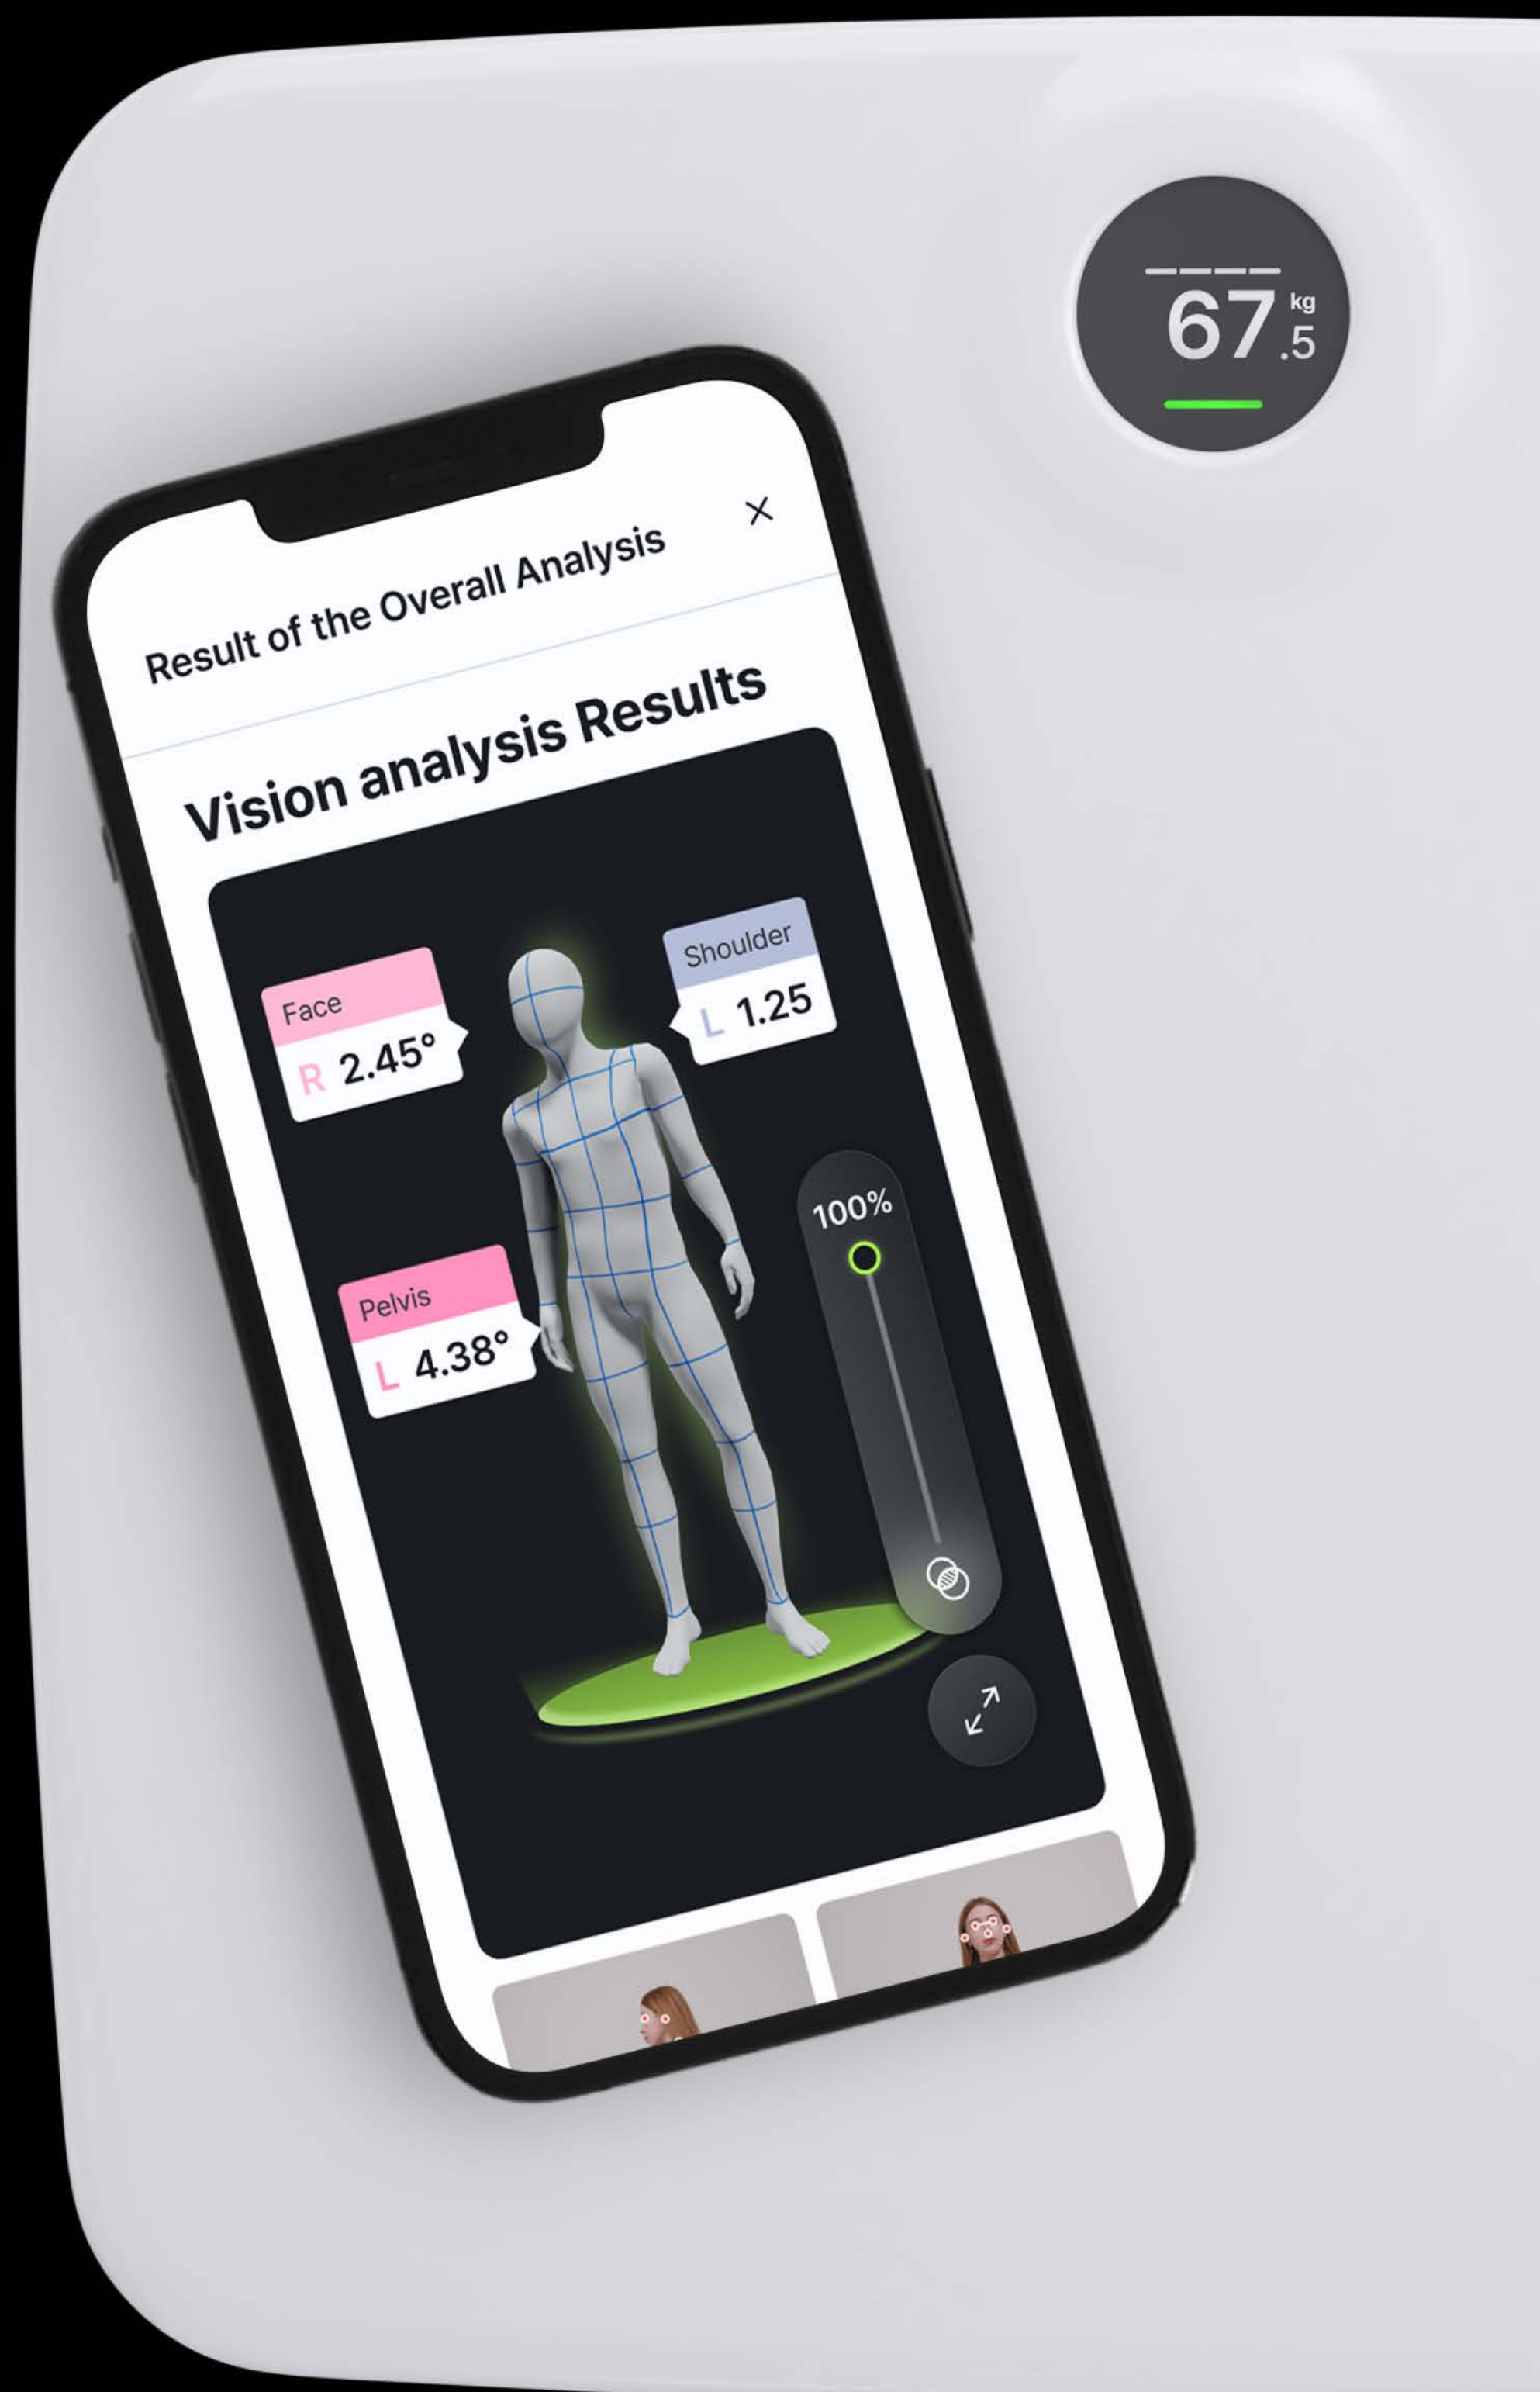 67.5 kg
Result of the Overall Analysis
Vision analysis Results
Face
R 2.45°
Shoulder
L 1.25
Pelvis
L 4.38°
100%